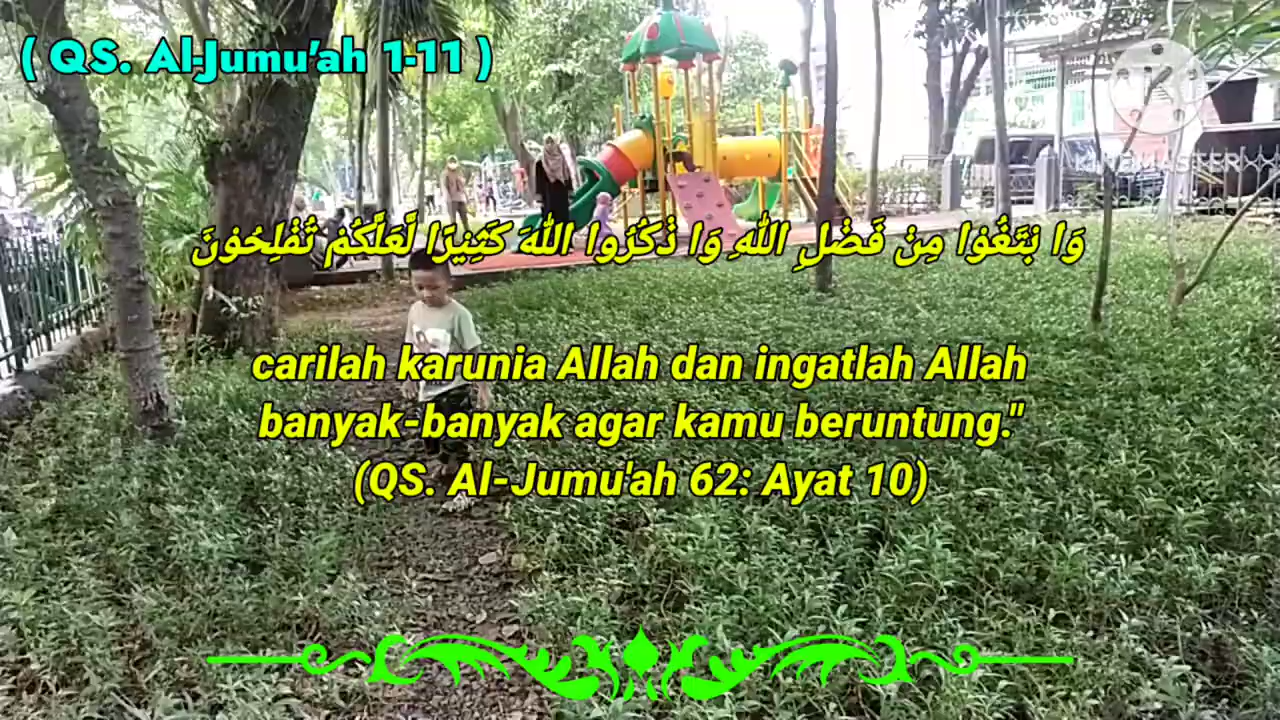 ( QS. Al-Jumu'ah 1-11 )
KINEMASTER
وَا بْتَغُوْا مِنْ فَضْلِ اللّٰهِ وَا ذْكُرُوا اللّٰهَ كَثِيْرًا لَّعَلَّكُمْ تُفْلِحُوْنَ
carilah karunia Allah dan ingatlah Allah
banyak-banyak agar kamu beruntung."
(QS. Al-Jumu'ah 62: Ayat 10)